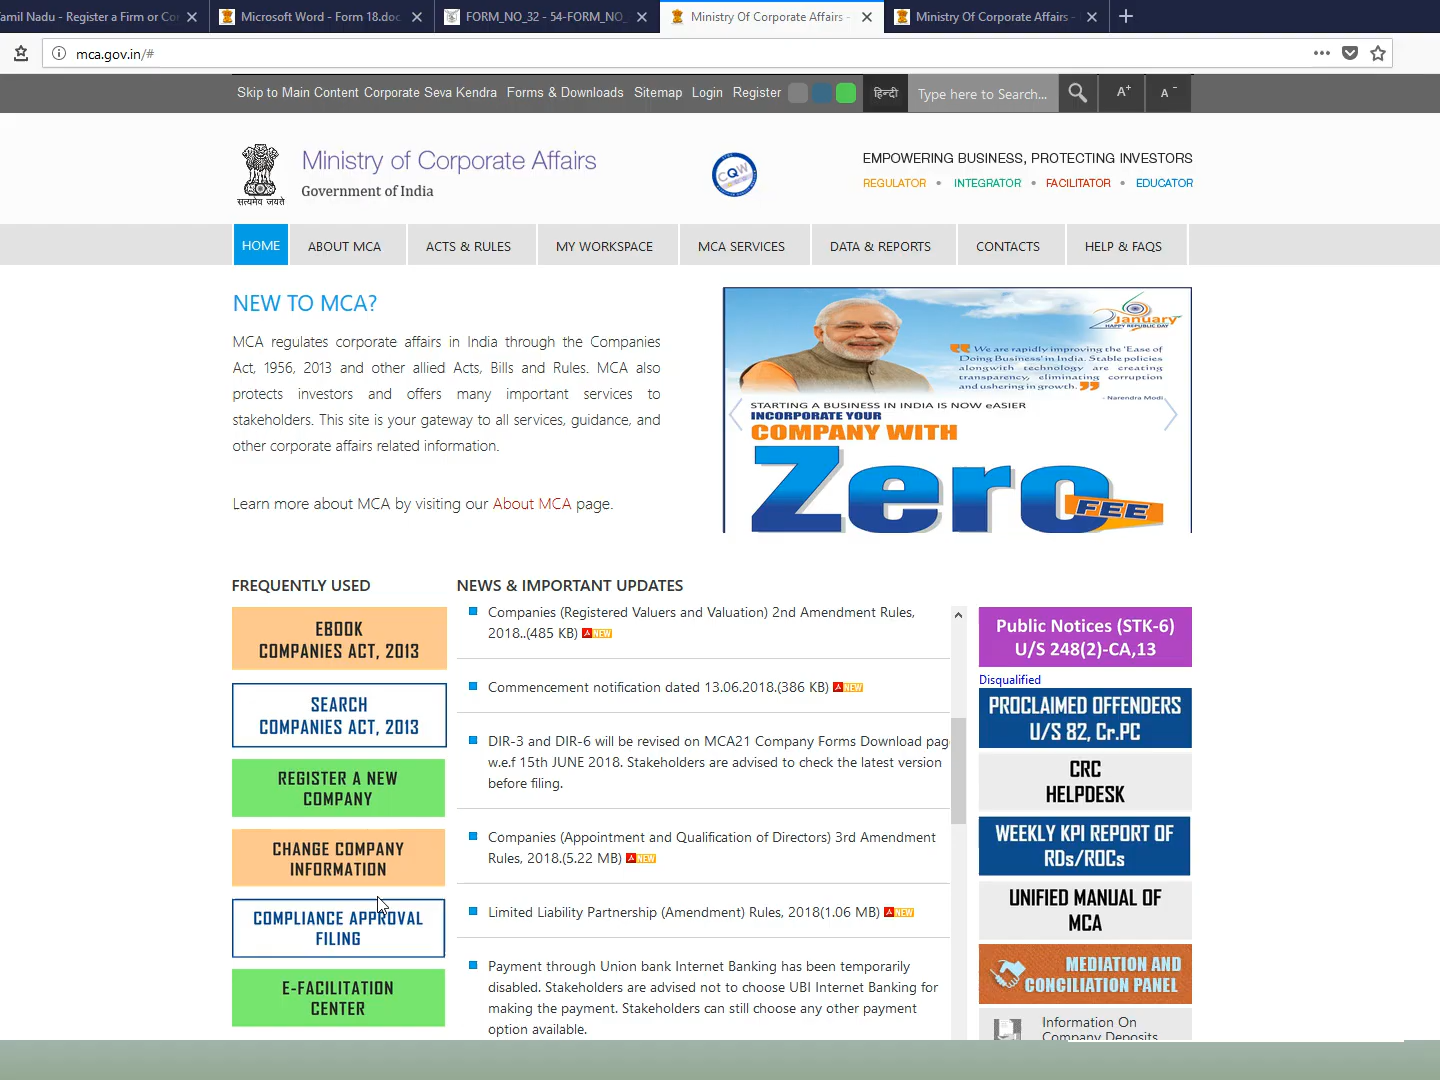 Tamil Nadu - Register a Firm or Cor
Microsoft Word - Form 18.doc
FORM_NO_32 - 54-FORM_NO_
Ministry Of Corporate Affairs -
Ministry Of Corporate Affairs -
mca.gov.in/#
Skip to Main Content Corporate Seva Kendra Forms & Downloads Sitemap Login Register
हिन्दी
Type here to Search...
A+
A -
Ministry of Corporate Affairs
Government of India
सत्यमेव जयते
CQW
EMPOWERING BUSINESS, PROTECTING INVESTORS
REGULATOR • INTEGRATOR • FACILITATOR • EDUCATOR
HOME ABOUT MCA ACTS & RULES MY WORKSPACE MCA SERVICES DATA & REPORTS CONTACTS HELP & FAQS
NEW TO MCA?
MCA regulates corporate affairs in India through the Companies
Act, 1956, 2013 and other allied Acts, Bills and Rules. MCA also
protects investors and offers many important services to
stakeholders. This site is your gateway to all services, guidance, and
other corporate affairs related information.
Learn more about MCA by visiting our About MCA page.
January
HAPPY REPUBLIC DAY
We are rapidly improving the 'Ease of
Doing Business' in India. Stable policies
alongwith technology are creating
transparency, eliminating corruption
and ushering in growth.
- Narendra Modi
STARTING A BUSINESS IN INDIA IS NOW eASIER
INCORPORATE YOUR
COMPANY WITH
Zero
FEE
FREQUENTLY USED
EBOOK
COMPANIES ACT, 2013
SEARCH
COMPANIES ACT, 2013
REGISTER A NEW
COMPANY
CHANGE COMPANY
INFORMATION
COMPLIANCE APPROVAL
FILING
E-FACILITATION
CENTER
NEWS & IMPORTANT UPDATES
Companies (Registered Valuers and Valuation) 2nd Amendment Rules,
2018..(485 KB) NEW
Commencement notification dated 13.06.2018.(386 KB) NEW
DIR-3 and DIR-6 will be revised on MCA21 Company Forms Download pag
w.e.f 15th JUNE 2018. Stakeholders are advised to check the latest version
before filing.
Companies (Appointment and Qualification of Directors) 3rd Amendment
Rules, 2018.(5.22 MB) NEW
Limited Liability Partnership (Amendment) Rules, 2018(1.06 MB) NEW
Payment through Union bank Internet Banking has been temporarily
disabled. Stakeholders are advised not to choose UBI Internet Banking for
making the payment. Stakeholders can still choose any other payment
option available.
Public Notices (STK-6)
U/S 248(2)-CA,13
Disqualified
PROCLAIMED OFFENDERS
U/S 82, Cr.PC
CRC
HELPDESK
WEEKLY KPI REPORT OF
RDs/ROCs
UNIFIED MANUAL OF
MCA
MEDIATION AND
CONCILIATION PANEL
Information On
Company Deposits